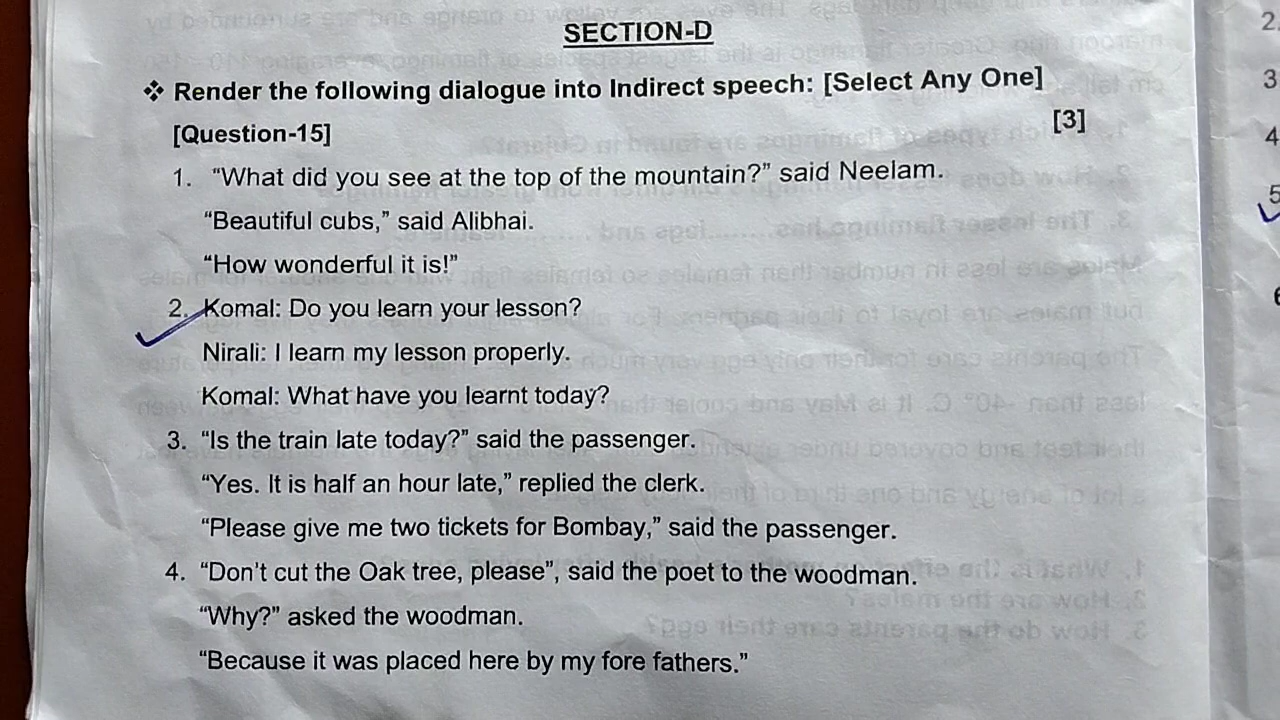 SECTION-D
❖ Render the following dialogue into Indirect speech: [Select Any One]
[Question-15] [3]
1. “What did you see at the top of the mountain?” said Neelam.
“Beautiful cubs,” said Alibhai.
“How wonderful it is!”
2. Komal: Do you learn your lesson?
Nirali: I learn my lesson properly.
Komal: What have you learnt today?
3. “Is the train late today?” said the passenger.
“Yes. It is half an hour late,” replied the clerk.
“Please give me two tickets for Bombay,” said the passenger.
4. “Don't cut the Oak tree, please”, said the poet to the woodman.
“Why?” asked the woodman.
“Because it was placed here by my fore fathers.”
2.
3
4
5
6